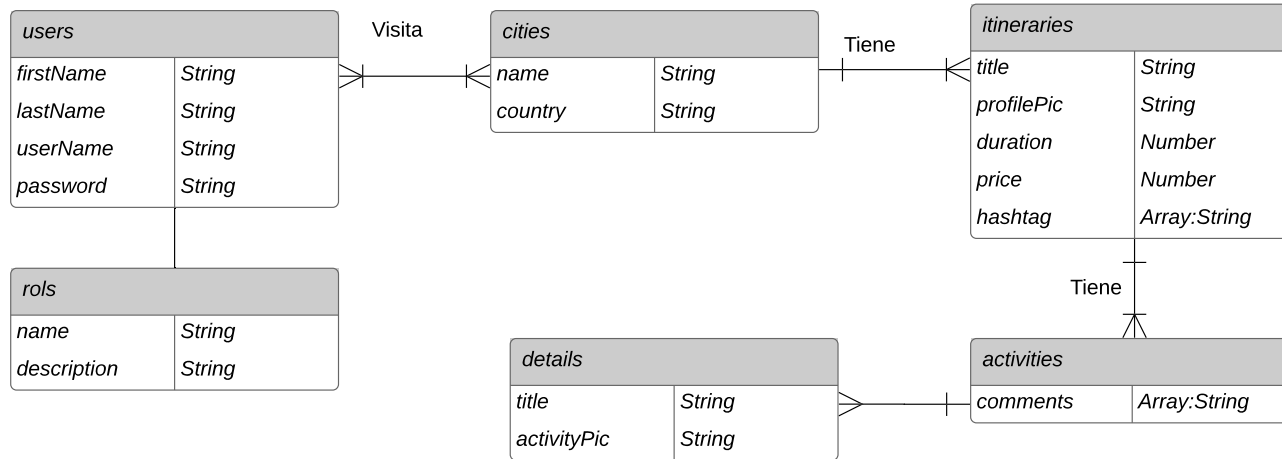 users
firstName String
lastName String
userName String
password String
Visita
cities
name String
country String
Tiene
itineraries
title String
profilePic String
duration Number
price Number
hashtag Array:String
rols
name String
description String
Tiene
details
title String
activityPic String
activities
comments Array:String